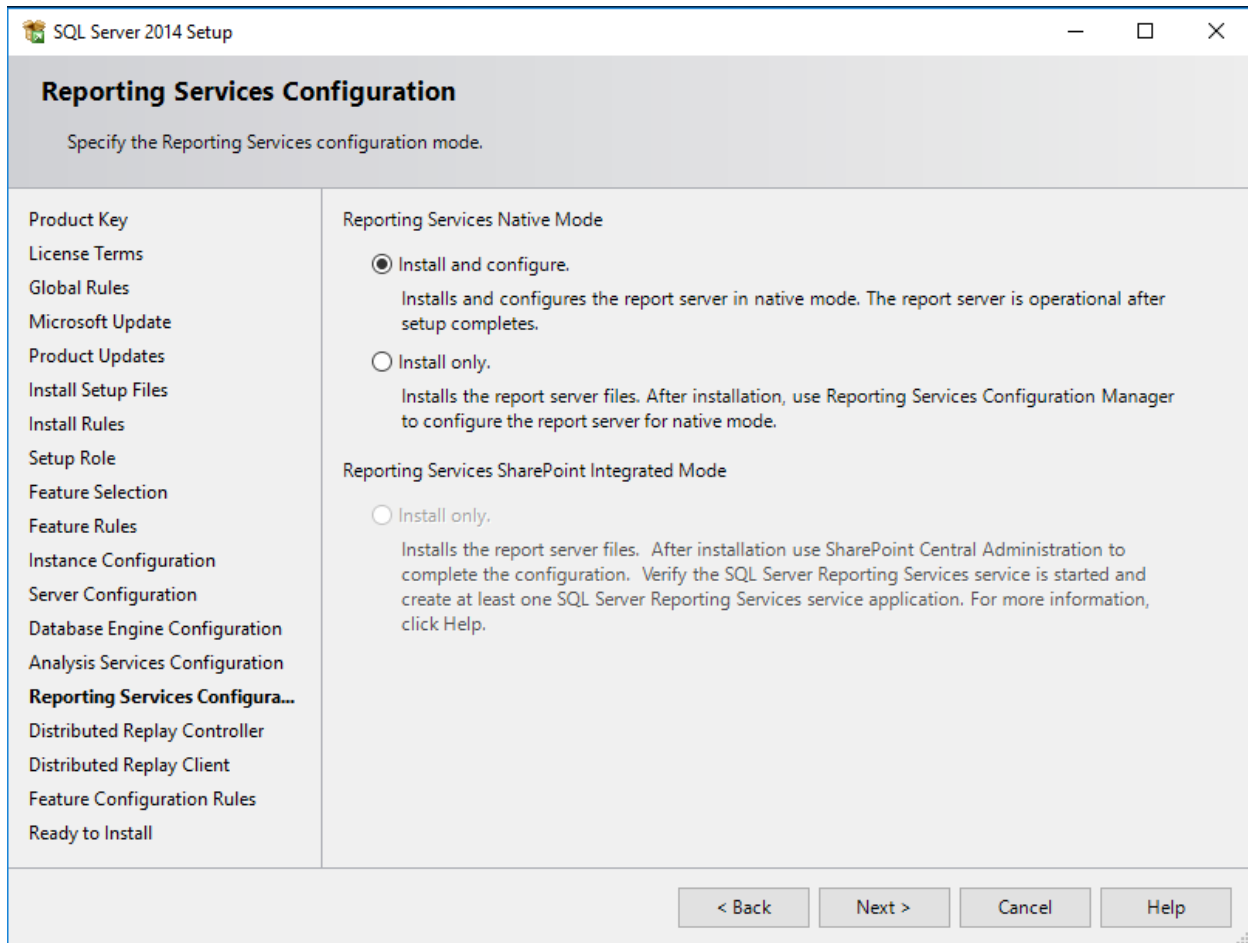 SQL Server 2014 Setup
Reporting Services Configuration
Specify the Reporting Services configuration mode.
Product Key
License Terms
Global Rules
Microsoft Update
Product Updates
Install Setup Files
Install Rules
Setup Role
Feature Selection
Feature Rules
Instance Configuration
Server Configuration
Database Engine Configuration
Analysis Services Configuration
Reporting Services Configura...
Distributed Replay Controller
Distributed Replay Client
Feature Configuration Rules
Ready to Install
Reporting Services Native Mode
Install and configure.
Installs and configures the report server in native mode. The report server is operational after
setup completes.
Install only.
Installs the report server files. After installation, use Reporting Services Configuration Manager
to configure the report server for native mode.
Reporting Services SharePoint Integrated Mode
Install only.
Installs the report server files.  After installation use SharePoint Central Administration to
complete the configuration.  Verify the SQL Server Reporting Services service is started and
create at least one SQL Server Reporting Services service application. For more information,
click Help.
< Back
Next >
Cancel
Help